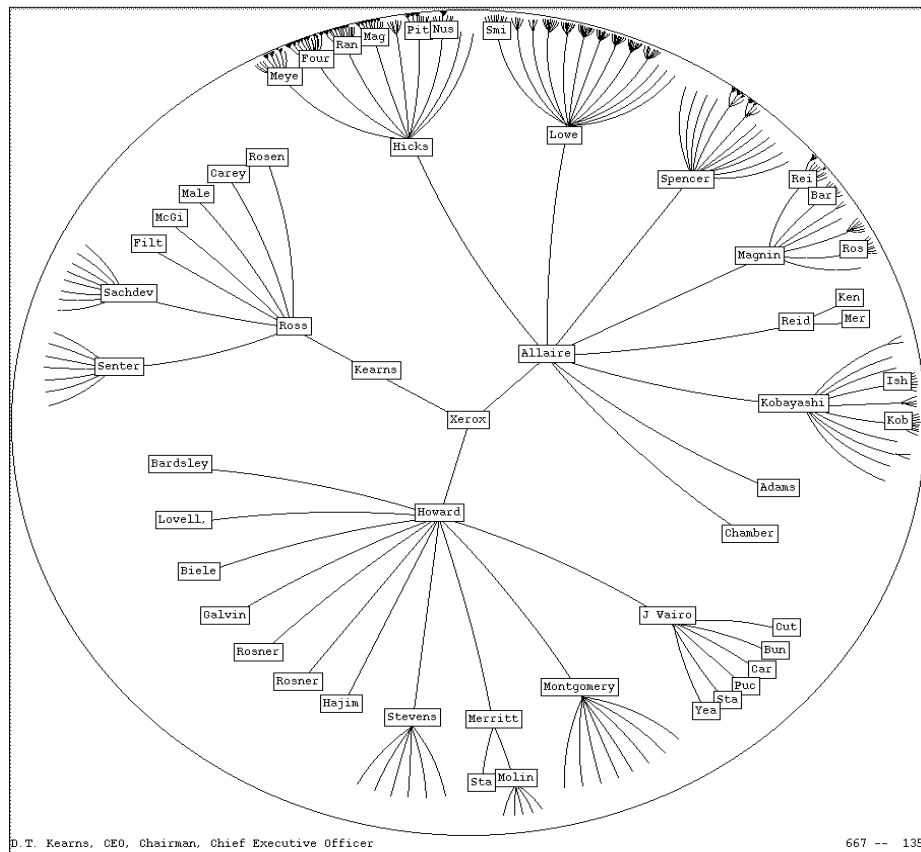 Pit
Nus
Smi
Mag
Ran
Four
Meye
Lowe
Hicks
Rosen
Carey
Spencer
Rei
Male
Bar
McGi
Filt
Ros
Magnin
Sachdev
Ken
Mer
Reid
Ross
Allaire
Senter
Kearns
Ish
Kobayashi
Xerox
Kob
Bardsley
Adams
Howard
Lovell,
Chamber
Biele
Galvin
J Vairo
Cut
Rosner
Bun
Car
Rosner
Puc
Montgomery
Sta
Hajim
Yea
Stevens
Merritt
Molin
Sta
D.T. Kearns, CEO, Chairman, Chief Executive Officer
667 -- 135